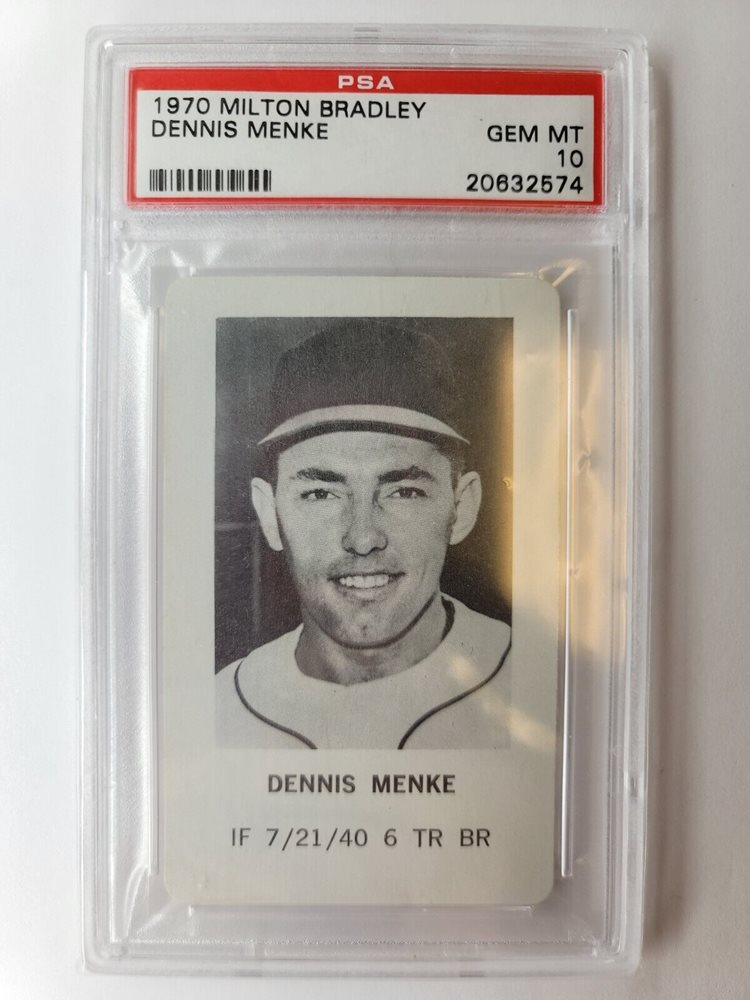 PSA
1970 MILTON BRADLEY
DENNIS MENKE GEM MT
10
20632574
DENNIS MENKE
IF 7/21/40 6 TR BR